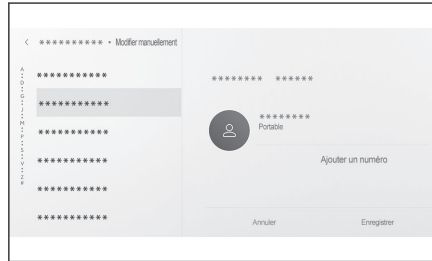 < ********** • Modifier manuellement
A
D
G
J
M
P
S
V
Z
#
***********
***********
***********
***********
***********
***********
******** ******
********
Portable
Ajouter un numéro
Annuler
Enregistrer